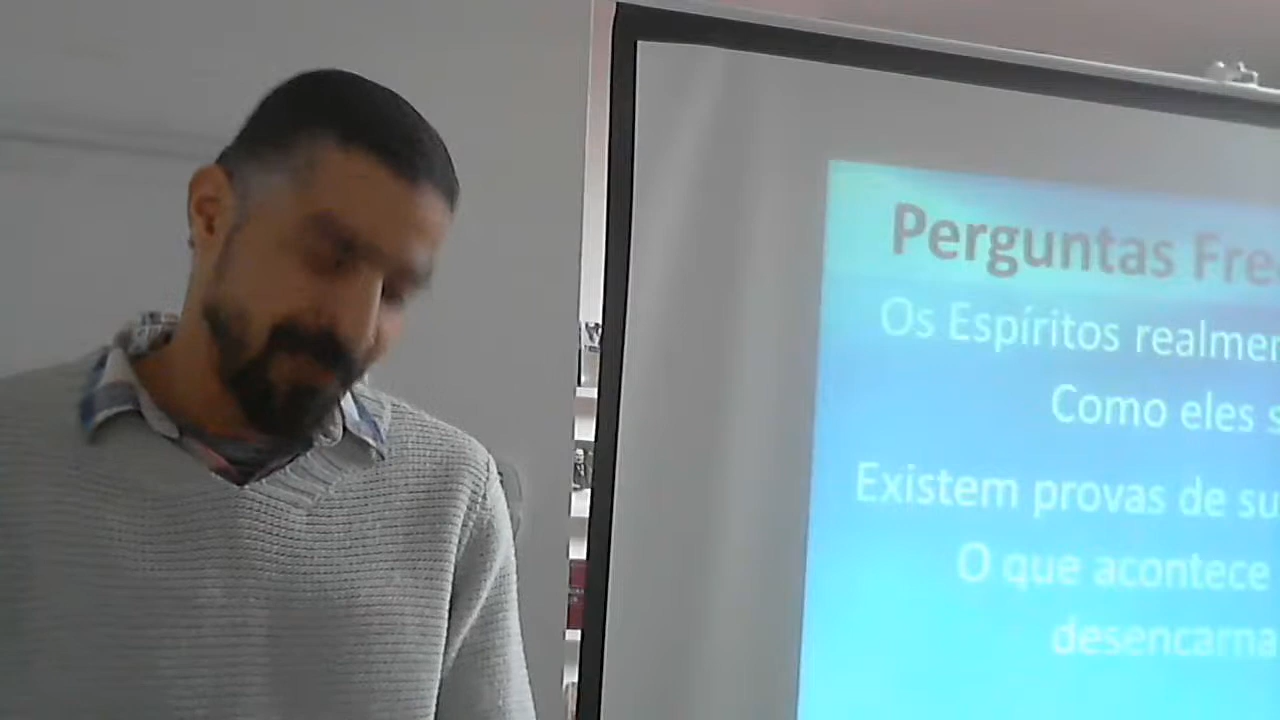 Perguntas Fre
Os Espíritos realmen
Como eles s
Existem provas de su
O que acontece
desencarna